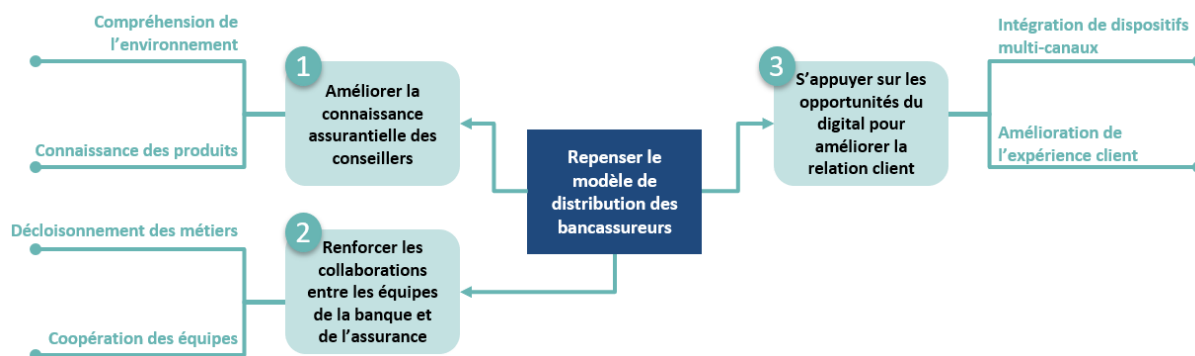 Compréhension de
l’environnement
Connaissance des produits
1
Améliorer la
connaissance
assurantielle des
conseillers
Décloisonnement des métiers
Coopération des équipes
2
Renforcer les
collaborations
entre les équipes
de la banque et
de l’assurance
Repenser le
modèle de
distribution des
bancassureurs
3
S’appuyer sur les
opportunités du
digital pour
améliorer la
relation client
Intégration de dispositifs
multi-canaux
Amélioration de
l’expérience client